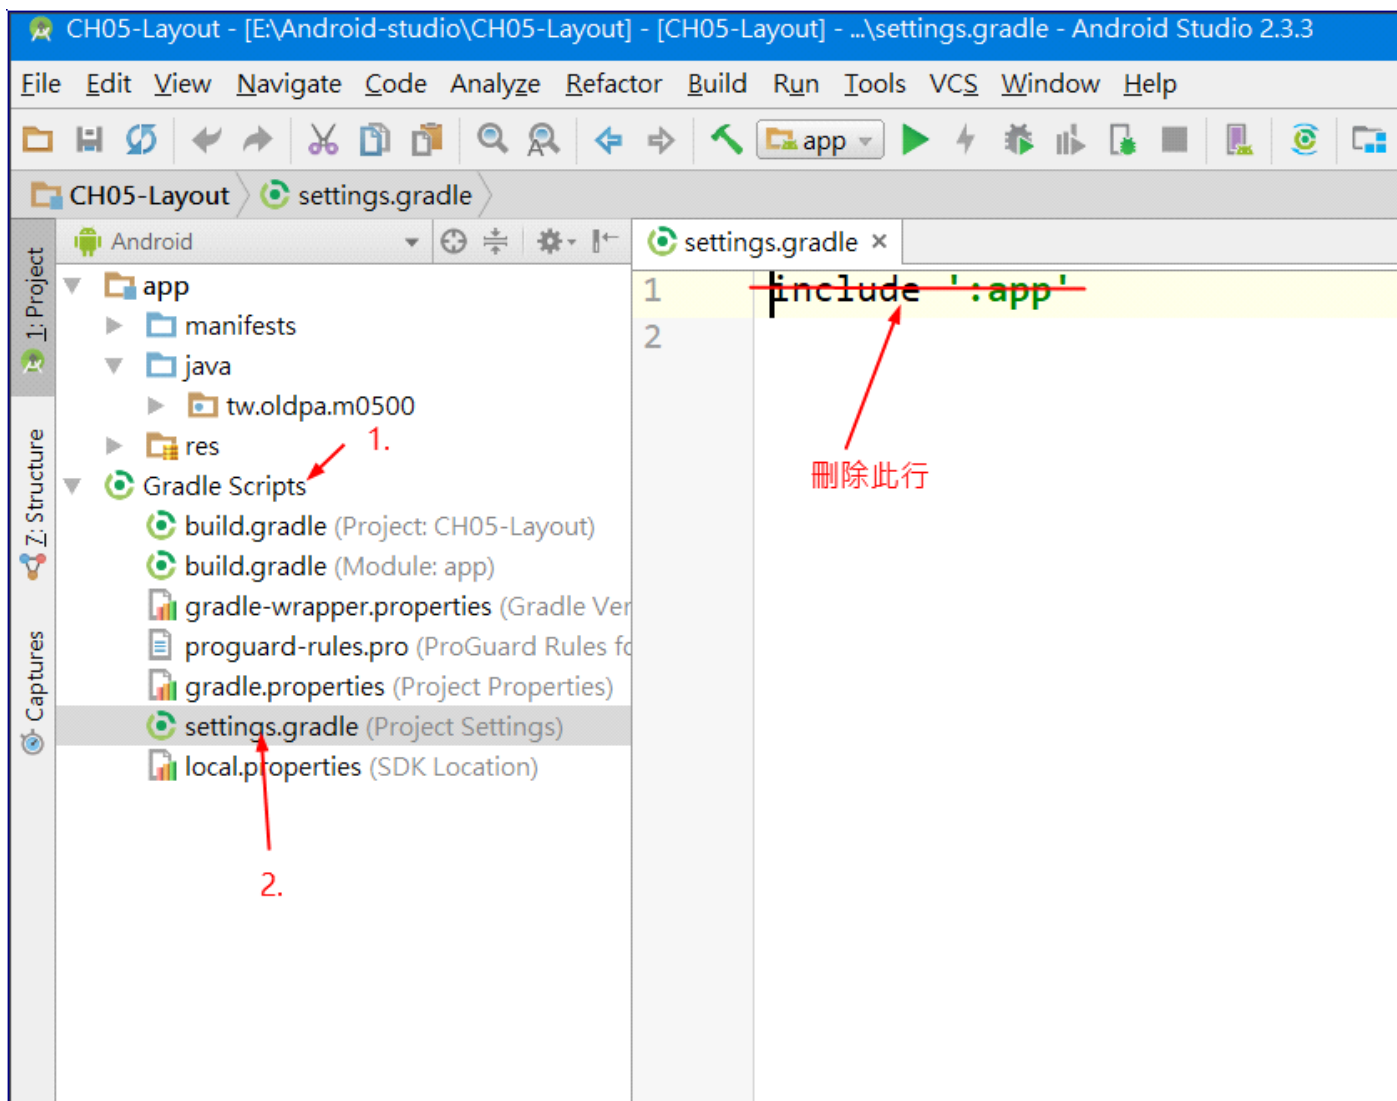 CH05-Layout - [E:\Android-studio\CH05-Layout] - [CH05-Layout] - ...\settings.gradle - Android Studio 2.3.3
File Edit View Navigate Code Analyze Refactor Build Run Tools VCS Window Help
app
CH05-Layout settings.gradle
Android
settings.gradle ×
1: Project
Z: Structure
Captures
app
manifests
java
tw.oldpa.m0500
res
1.
Gradle Scripts
build.gradle (Project: CH05-Layout)
build.gradle (Module: app)
gradle-wrapper.properties (Gradle Ver
proguard-rules.pro (ProGuard Rules fo
gradle.properties (Project Properties)
settings.gradle (Project Settings)
local.properties (SDK Location)
2.
1 include ':app'
2
刪除此行